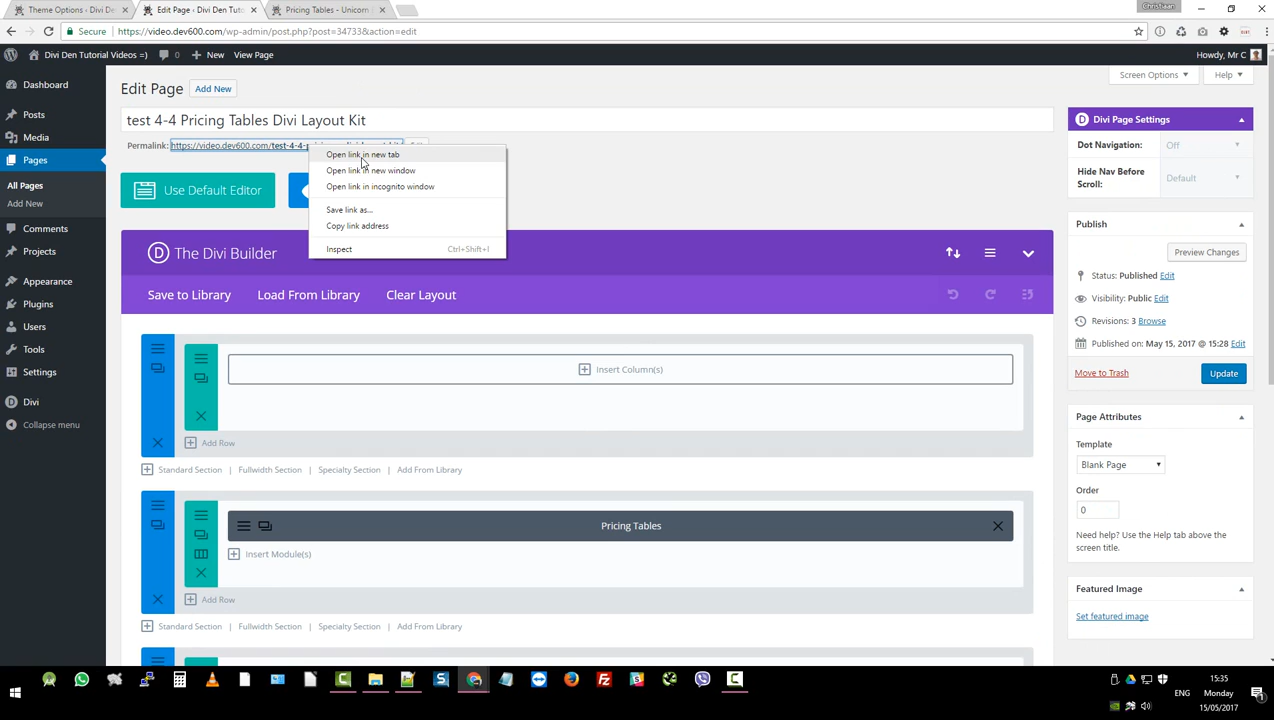 Theme Options ‹ Divi De
Edit Page ‹ Divi Den Tuto
Pricing Tables - Unicorn
Christiaan
Secure https://video.dev600.com/wp-admin/post.php?post=34733&action=edit
Divi Den Tutorial Videos =)
0
New
View Page
Howdy, Mr C
Screen Options
Help
Dashboard
Posts
Media
Pages
All Pages
Add New
Comments
Projects
Appearance
Plugins
Users
Tools
Settings
Divi
Collapse menu
Edit Page
Add New
test 4-4 Pricing Tables Divi Layout Kit
Permalink: https://video.dev600.com/test-4-4-
Open link in new tab
Open link in new window
Open link in incognito window
Save link as...
Copy link address
Inspect Ctrl+Shift+I
Use Default Editor
The Divi Builder
Save to Library
Load From Library
Clear Layout
Insert Column(s)
Add Row
Standard Section | Fullwidth Section | Specialty Section | Add From Library
Pricing Tables
Insert Module(s)
Add Row
Standard Section | Fullwidth Section | Specialty Section | Add From Library
Divi Page Settings
Dot Navigation: Off
Hide Nav Before Scroll: Default
Publish
Preview Changes
Status: Published Edit
Visibility: Public Edit
Revisions: 3 Browse
Published on: May 15, 2017 @ 15:28 Edit
Move to Trash
Update
Page Attributes
Template
Blank Page
Order
0
Need help? Use the Help tab above the
screen title.
Featured Image
Set featured image
ENG
15:35
Monday
15/05/2017